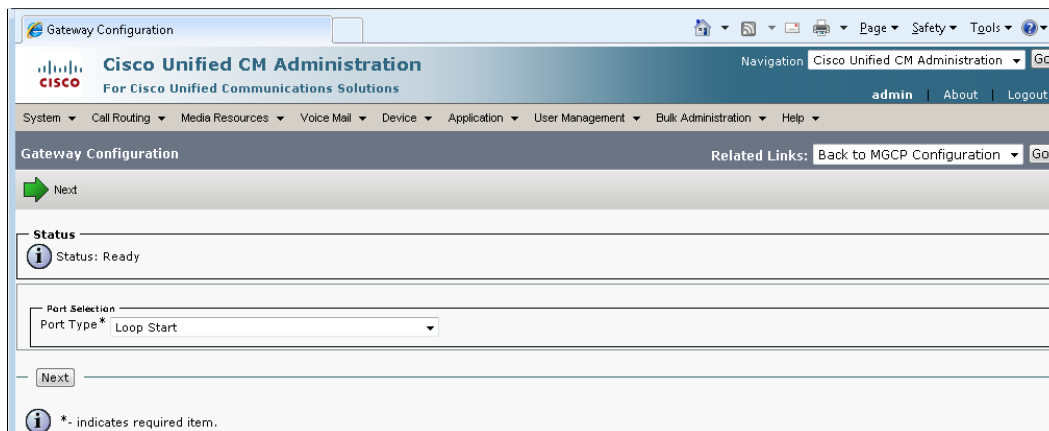 Gateway Configuration
Page Safety Tools
cisco
Cisco Unified CM Administration
For Cisco Unified Communications Solutions
Navigation Cisco Unified CM Administration Go
admin | About | Logout
System Call Routing Media Resources Voice Mail Device Application User Management Bulk Administration Help
Gateway Configuration
Related Links: Back to MGCP Configuration Go
Next
Status
Status: Ready
Port Selection
Port Type* Loop Start
Next
*- indicates required item.